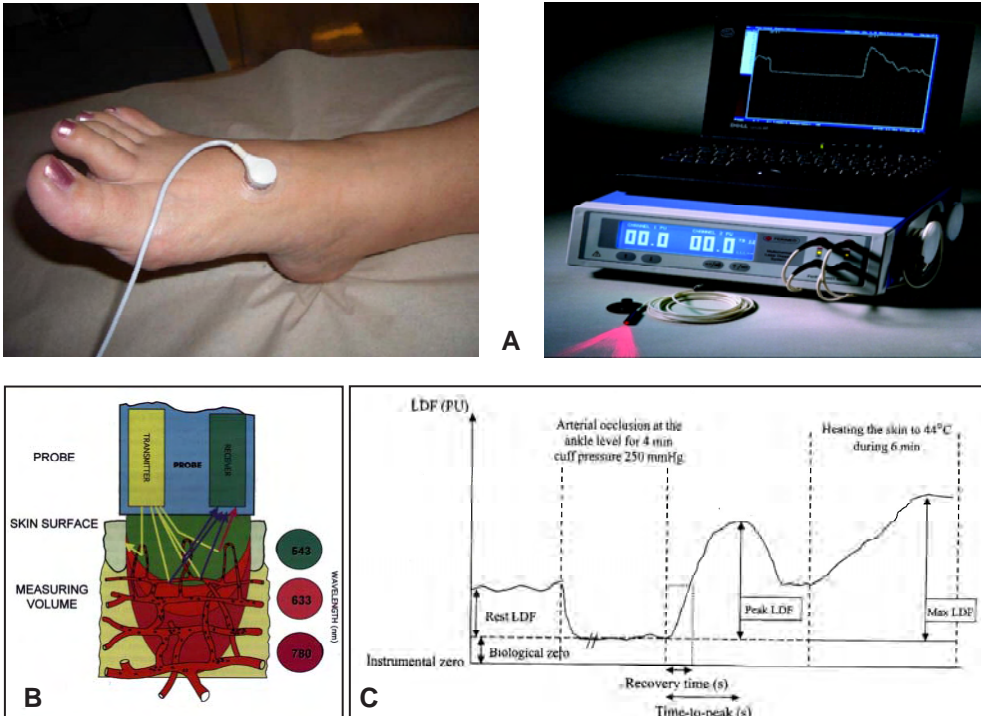 CHANNEL 1 PU
CHANNEL 2 PU
00.0
00.0
A
PROBE
TRANSMITTER
PROBE
RECEIVER
SKIN SURFACE
MEASURING
VOLUME
543
633
780
WAVELENGTH (nm)
B
LDF (PU)
Arterial occlusion at the
ankle level for 4 min
cuff pressure 250 mmHg
Heating the skin to 44°C
during 6 min
Rest LDF
Peak LDF
Max LDF
Biological zero
Instrumental zero
Recovery time (s)
Time-to-peak (s)
C